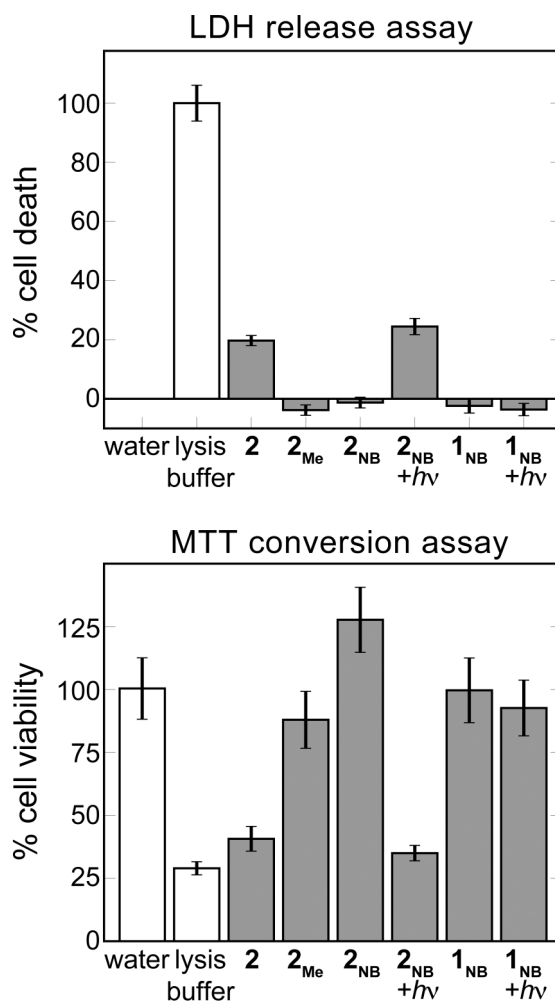 LDH release assay
% cell death
100
80
60
40
20
0
water lysis buffer 2 2Me 2NB 2NB +hν 1NB 1NB +hν
MTT conversion assay
% cell viability
125
100
75
50
25
0
water lysis buffer 2 2Me 2NB 2NB +hν 1NB 1NB +hν